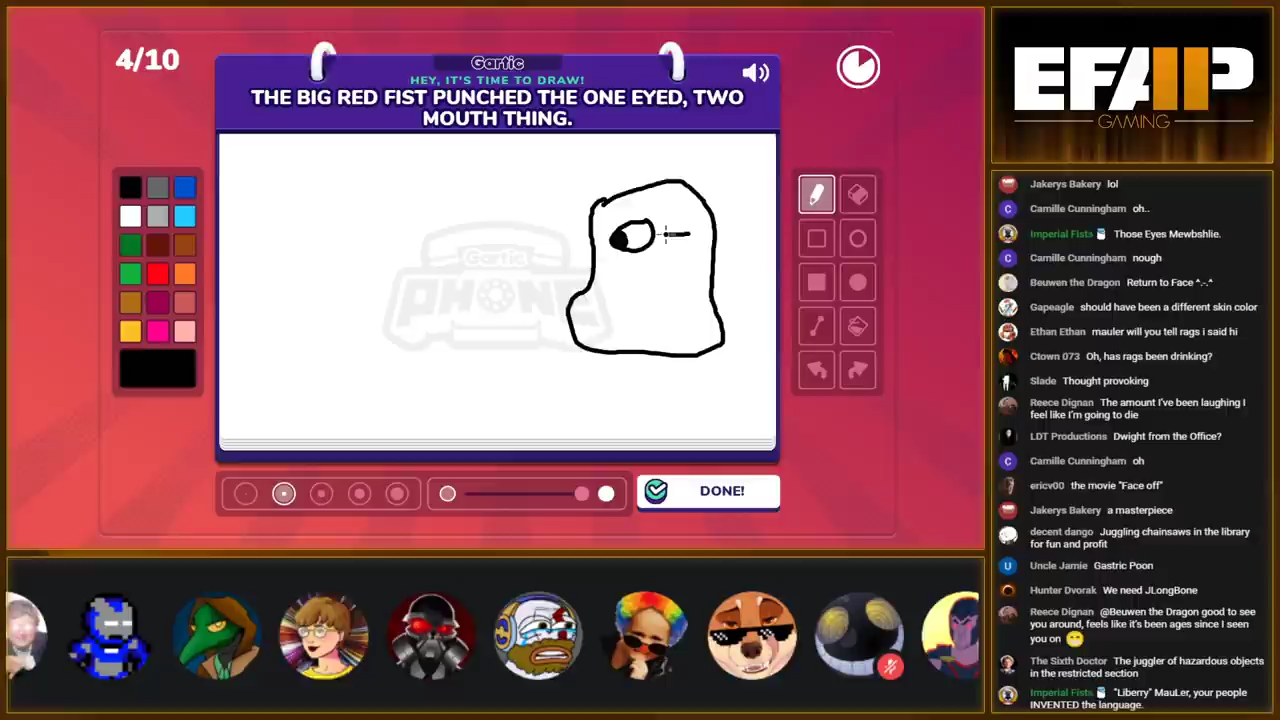 4/10
Gartic
HEY, IT'S TIME TO DRAW!
THE BIG RED FIST PUNCHED THE ONE EYED, TWO
MOUTH THING.
Gartic
PHONE
DONE!
EFAP
GAMING
Jakerys Bakery lol
Camille Cunningham oh..
Imperial Fists Those Eyes Mewbshlie.
Camille Cunningham nough
Beuwen the Dragon Return to Face ^.-.^
Gapeagle should have been a different skin color
Ethan Ethan mauler will you tell rags i said hi
Ctown 073 Oh, has rags been drinking?
Slade Thought provoking
Reece Dignan The amount I've been laughing I
feel like I'm going to die
LDT Productions Dwight from the Office?
Camille Cunningham oh
ericv00 the movie "Face off"
Jakerys Bakery a masterpiece
decent dango Juggling chainsaws in the library
for fun and profit
Uncle Jamie Gastric Poon
Hunter Dvorak We need JLongBone
Reece Dignan @Beuwen the Dragon good to see
you around, feels like it's been ages since I seen
you on
The Sixth Doctor The juggler of hazardous objects
in the restricted section
Imperial Fists "Liberry" MauLer, your people
INVENTED the language.